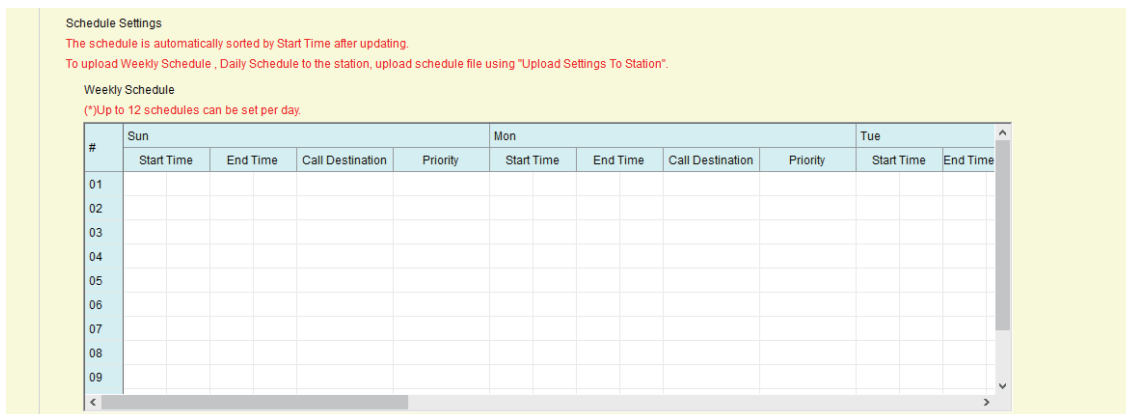 Schedule Settings
The schedule is automatically sorted by Start Time after updating.
To upload Weekly Schedule , Daily Schedule to the station, upload schedule file using "Upload Settings To Station".
Weekly Schedule
(*)Up to 12 schedules can be set per day.
# Sun Mon Tue
Start Time End Time Call Destination Priority Start Time End Time Call Destination Priority Start Time End Time
01
02
03
04
05
06
07
08
09